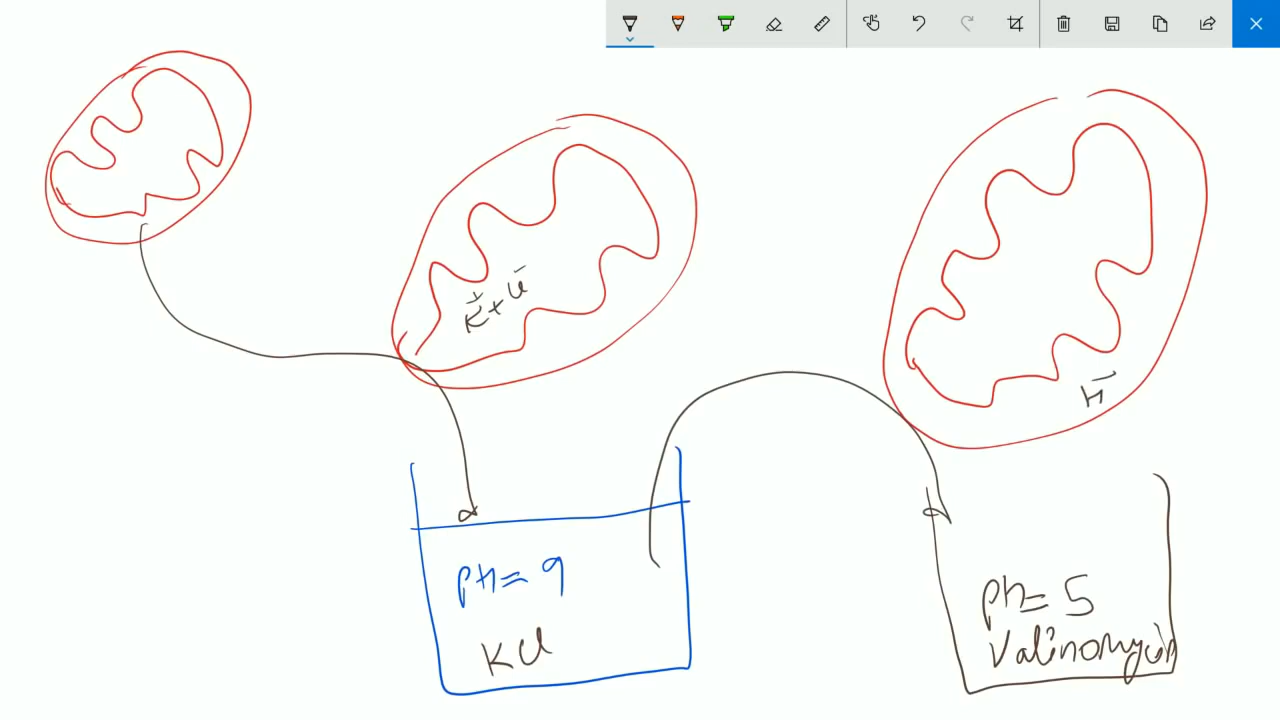 K⁺ + Cl⁻
H⁺
pH = 9
KCl
pH = 5
Valinomycin